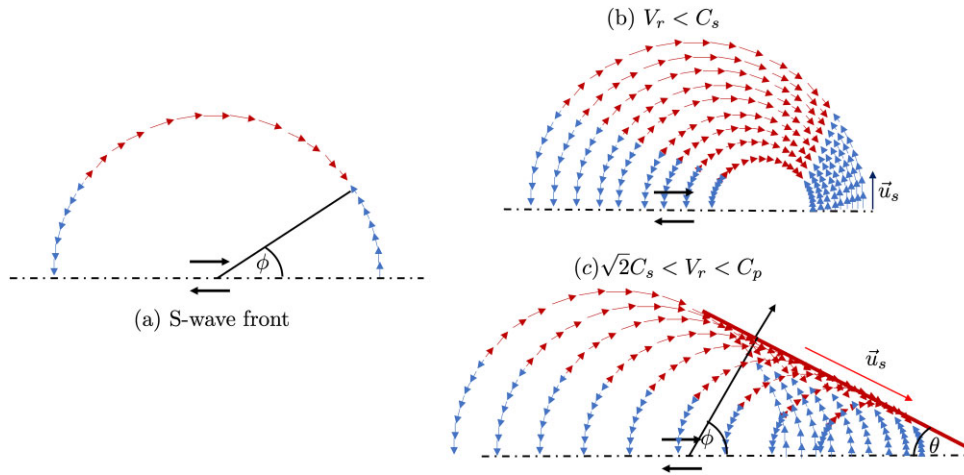 (b) $V_r < C_s$
$\phi$
(a) S-wave front
$\vec{u}_s$
(c)$\sqrt{2}C_s < V_r < C_p$
$\vec{u}_s$
$\phi$
$\theta$